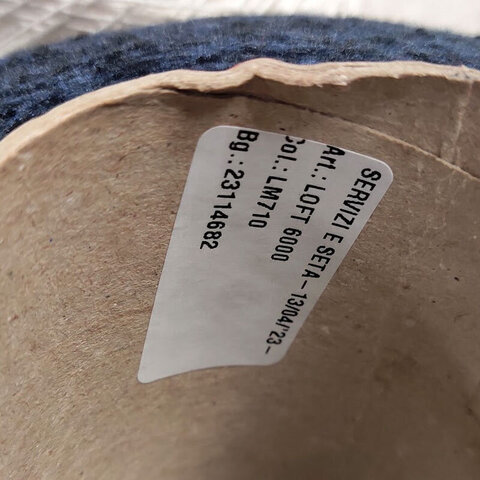 SERVIZI E SETA - 13/04/'23 -
Art.: LOFT 6000
Col.: LM710
Bg.: 23114682